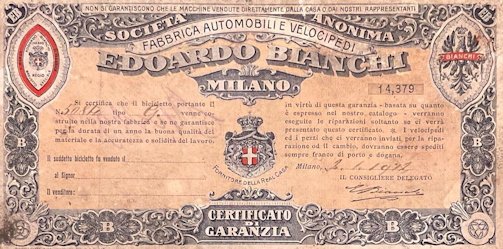 NON SI GARANTISCONO CHE LE MACCHINE VENDUTE DIRETTAMENTE DALLA CASA O DAI NOSTRI RAPPRESENTANTI
SOCIETA ANONIMA
FABBRICA AUTOMOBILI E VELOCIPEDI
EDOARDO BIANCHI
MILANO
BIANCHI
14,379
Si certifica che il bicicletto portante il
N. tipo venne co-
struito nella nostra fabbrica e se ne garantisce
per la durata di un anno la buona qualità del
materiale e la accuratezza e solidità del lavoro.
Il suddetto bicicletto fu venduto il
al Signor
Il venditore:
in virtù di questa garanzia - basata su quanto
è espresso nel nostro catalogo - verranno
eseguite le riparazioni soltanto se ci verrà
presentato questo certificato. I velocipedi
ed i pezzi che ci verranno inviati per la ripa-
razione od il cambio, dovranno essere spediti
sempre franco di porto e dogana.
Milano,
IL CONSIGLIERE DELEGATO
FORNITORE DELLA REAL CASA
B
B
B
B
CERTIFICATO
DI
GARANZIA